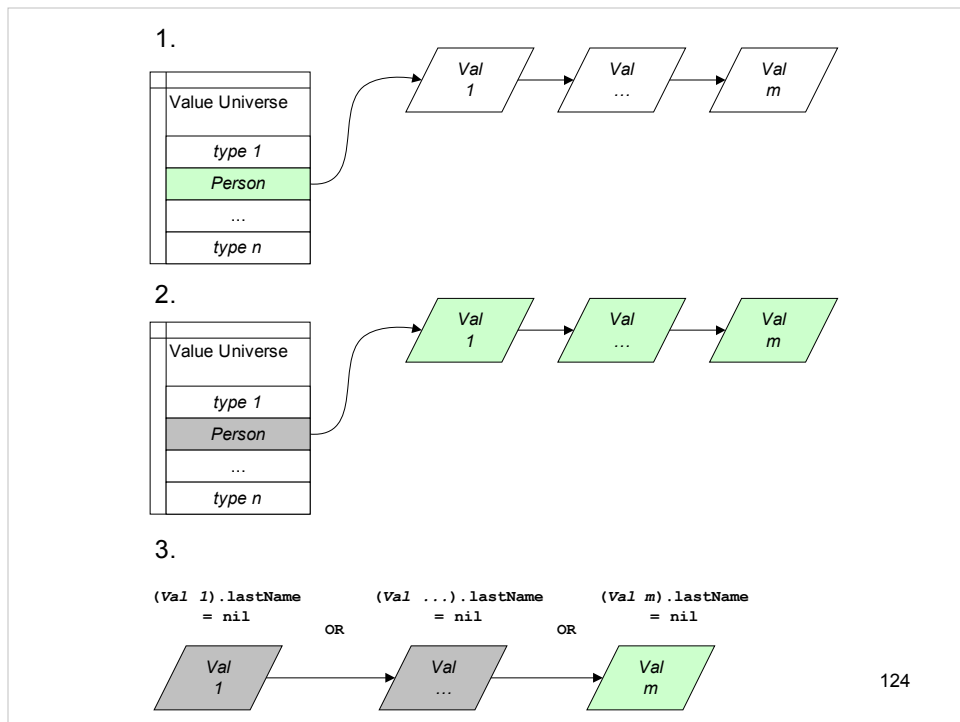 1.
Value Universe
type 1
Person
...
type n
Val
1
Val
...
Val
m
2.
Value Universe
type 1
Person
...
type n
Val
1
Val
...
Val
m
3.
(Val 1).lastName
= nil
OR
(Val ...).lastName
= nil
OR
(Val m).lastName
= nil
Val
1
Val
...
Val
m
124